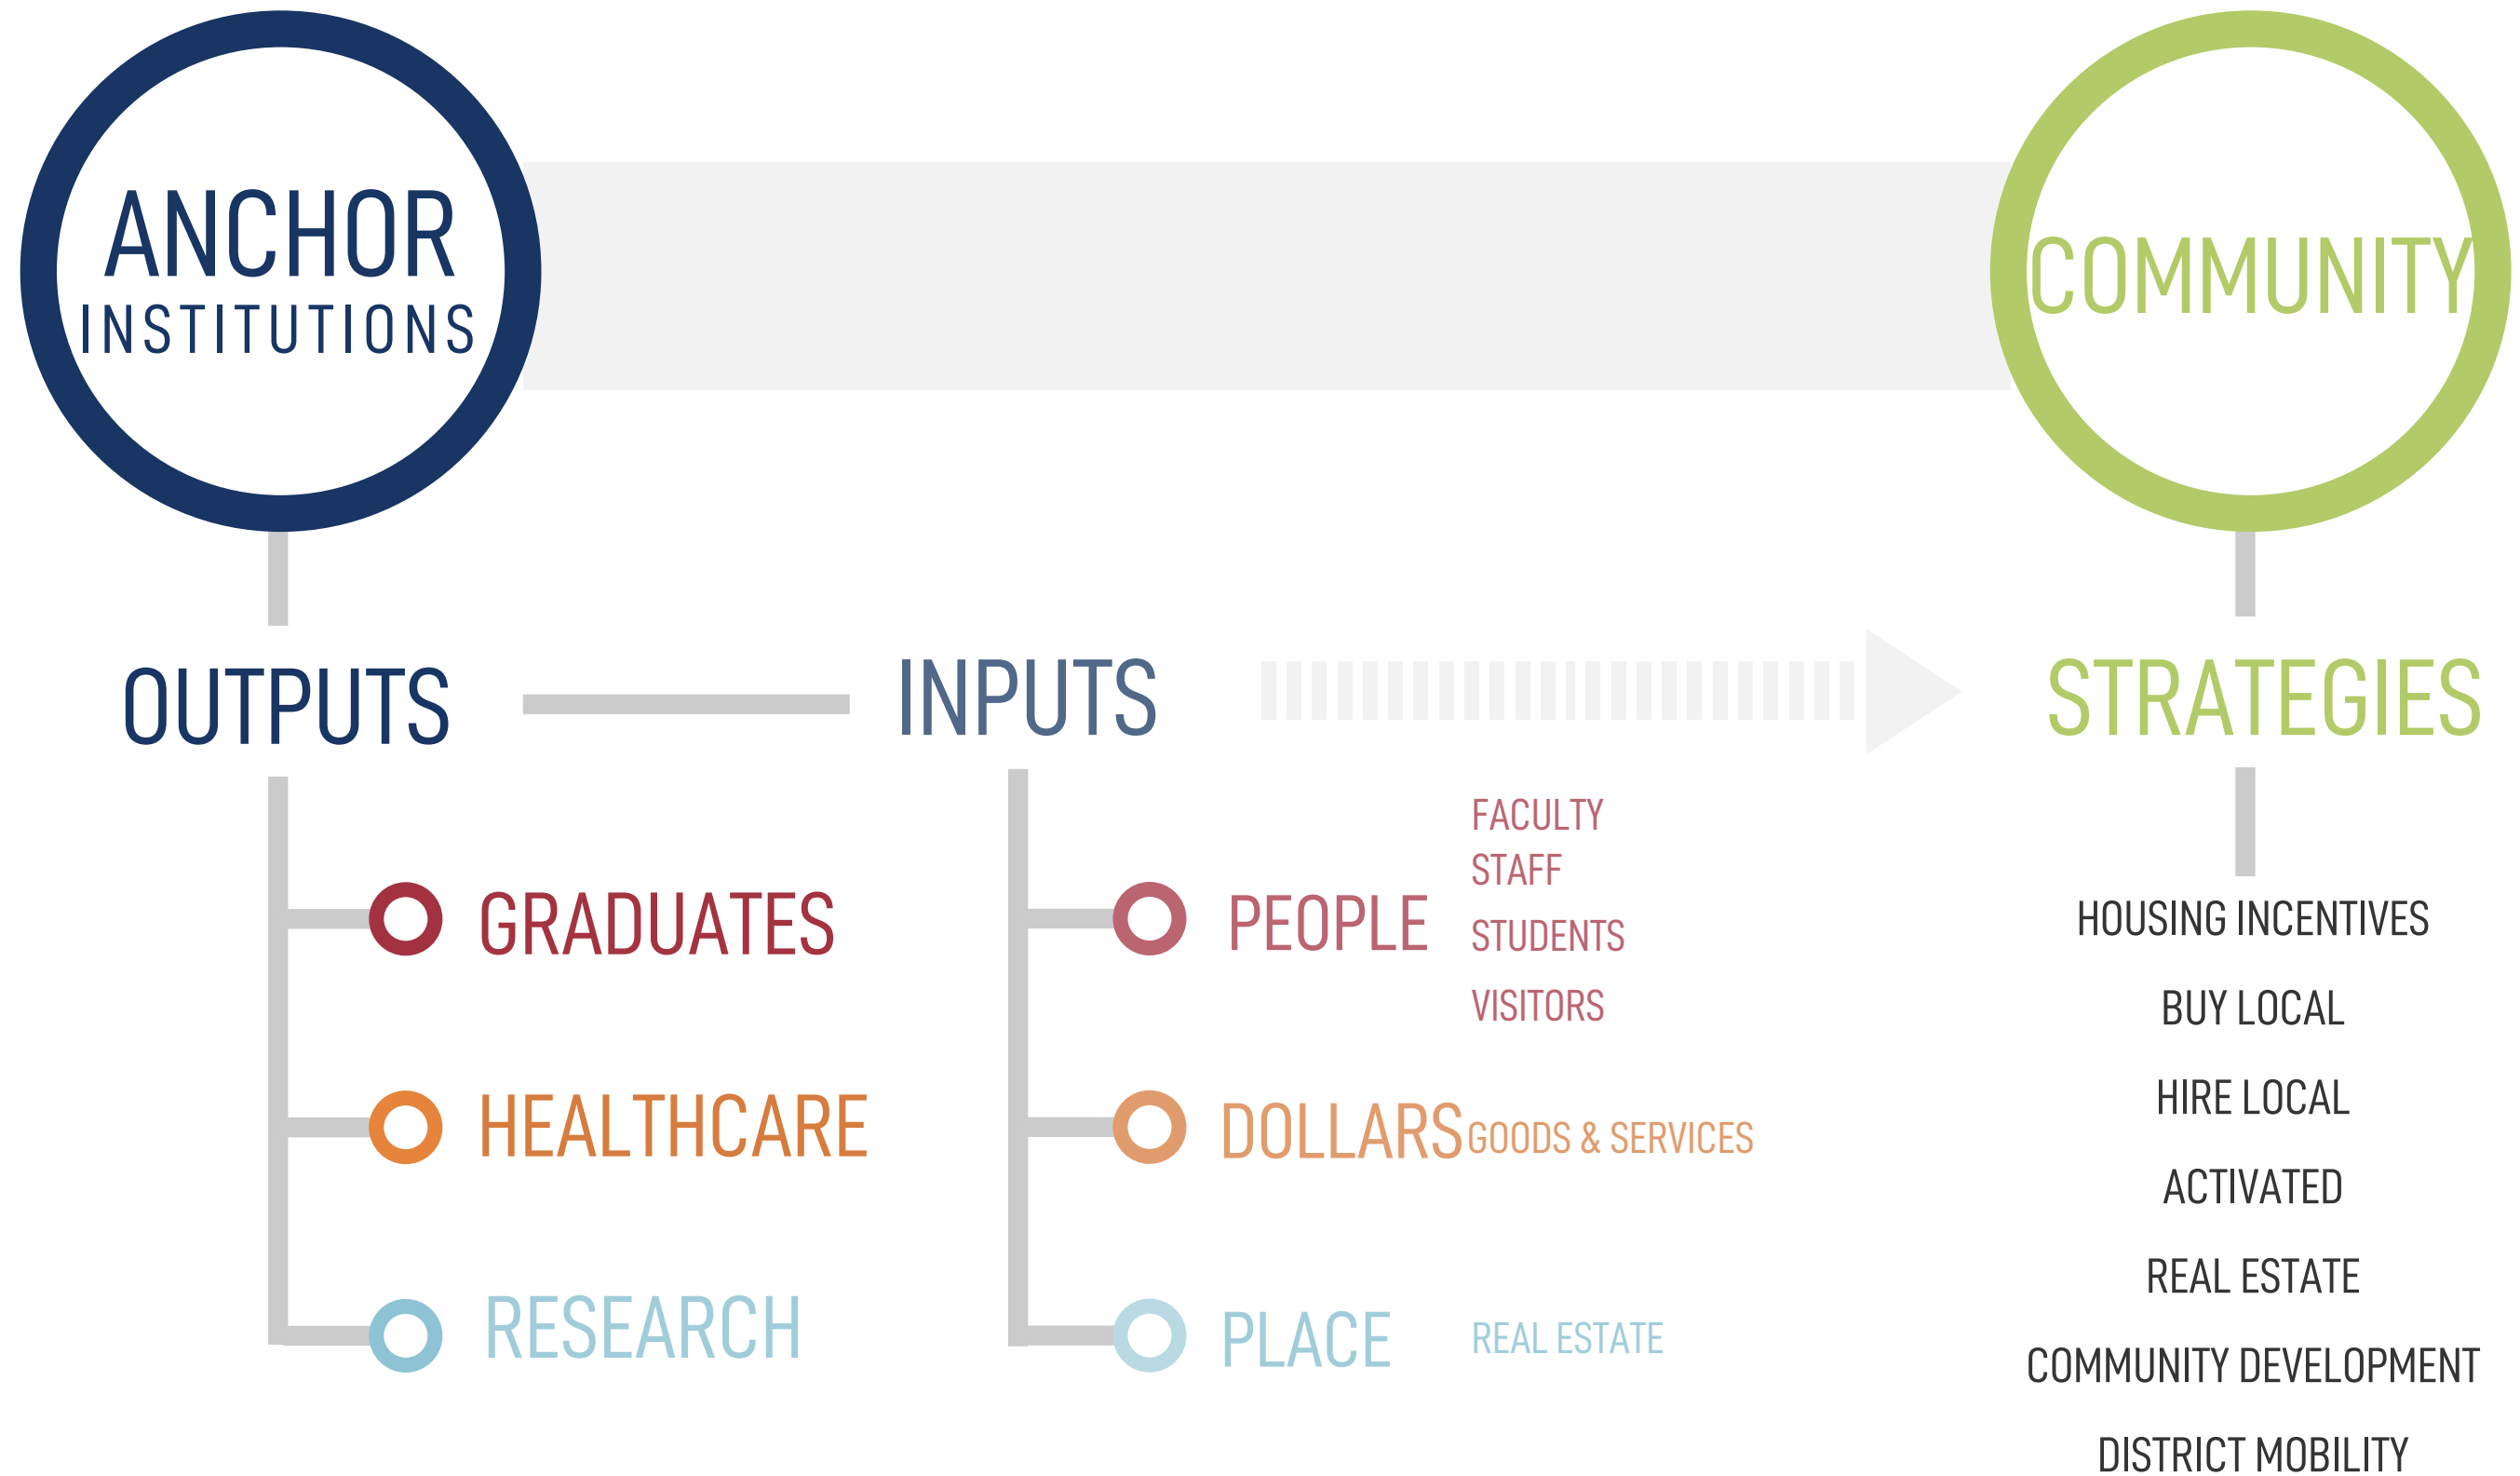 ANCHOR
INSTITUTIONS
COMMUNITY
OUTPUTS
INPUTS
STRATEGIES
GRADUATES
HEALTHCARE
RESEARCH
PEOPLE
FACULTY
STAFF
STUDENTS
VISITORS
DOLLARS
GOODS & SERVICES
PLACE
REAL ESTATE
HOUSING INCENTIVES
BUY LOCAL
HIRE LOCAL
ACTIVATED
REAL ESTATE
COMMUNITY DEVELOPMENT
DISTRICT MOBILITY